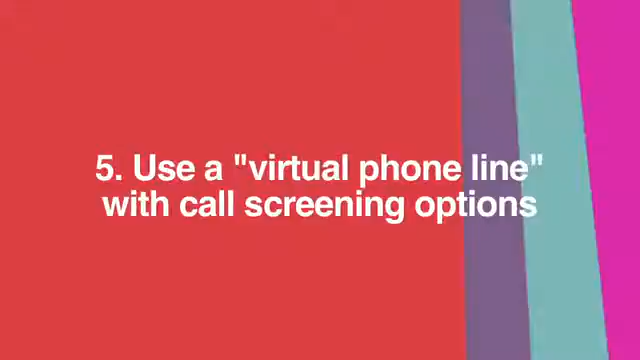 5. Use a "virtual phone line"
with call screening options